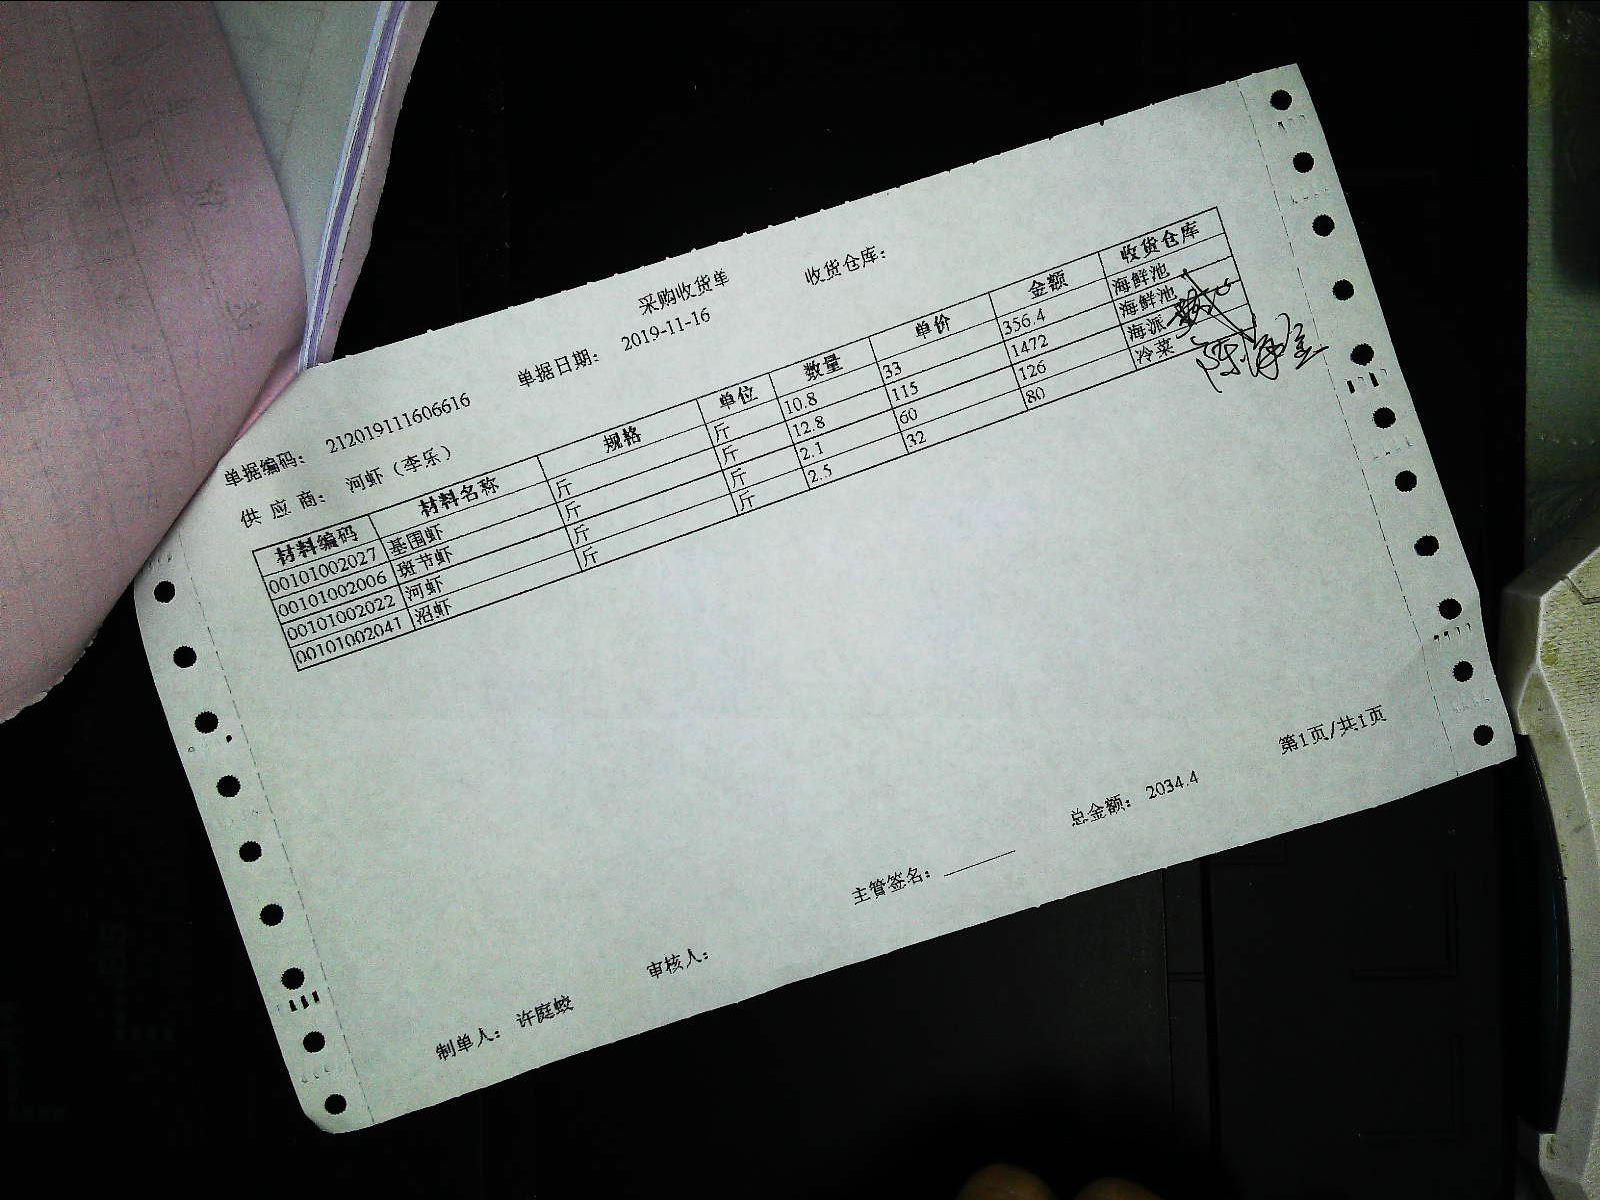 采购收货单
收货仓库：
单据编码： 212019111606616 单据日期： 2019-11-16
供 应 商： 河虾（李乐）
材料编码 材料名称 规格 单位 数量 单价 金额 收货仓库
00101002027 基围虾 斤 斤 10.8 33 356.4 海鲜池
00101002006 斑节虾 斤 斤 12.8 115 1472 海鲜池
00101002022 河虾 斤 斤 2.1 60 126 海派
00101002041 沼虾 斤 斤 2.5 32 80 冷菜
制单人： 许庭蛟 审核人： 主管签名： 总金额： 2034.4 第1页/共1页